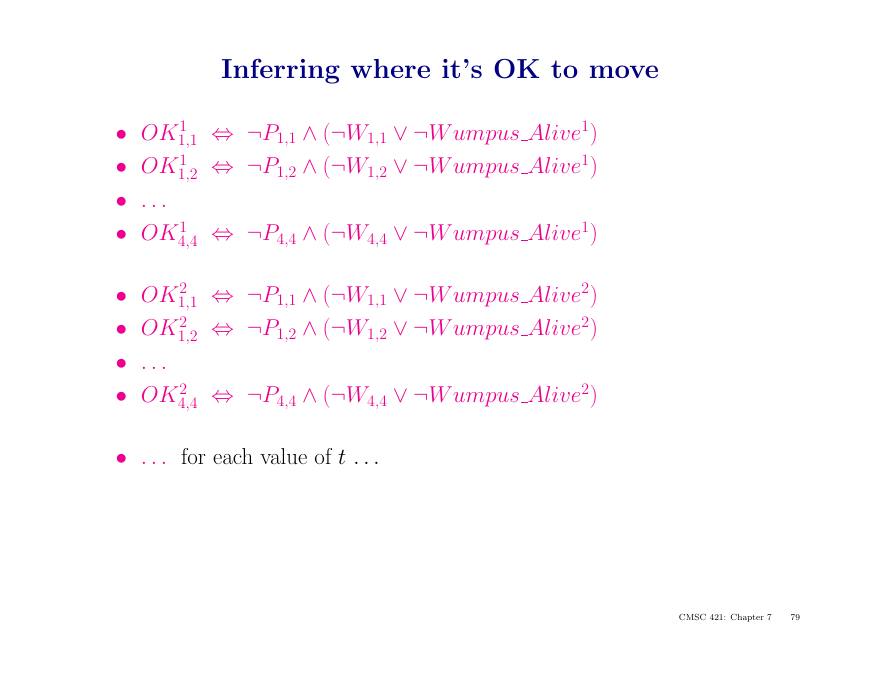 Inferring where it's OK to move
• OK¹₁,₁ ⇔ ¬P₁,₁ ∧ (¬W₁,₁ ∨ ¬Wumpus_Alive¹)
• OK¹₁,₂ ⇔ ¬P₁,₂ ∧ (¬W₁,₂ ∨ ¬Wumpus_Alive¹)
• ...
• OK¹₄,₄ ⇔ ¬P₄,₄ ∧ (¬W₄,₄ ∨ ¬Wumpus_Alive¹)
• OK²₁,₁ ⇔ ¬P₁,₁ ∧ (¬W₁,₁ ∨ ¬Wumpus_Alive²)
• OK²₁,₂ ⇔ ¬P₁,₂ ∧ (¬W₁,₂ ∨ ¬Wumpus_Alive²)
• ...
• OK²₄,₄ ⇔ ¬P₄,₄ ∧ (¬W₄,₄ ∨ ¬Wumpus_Alive²)
• ... for each value of t ...
CMSC 421: Chapter 7 79